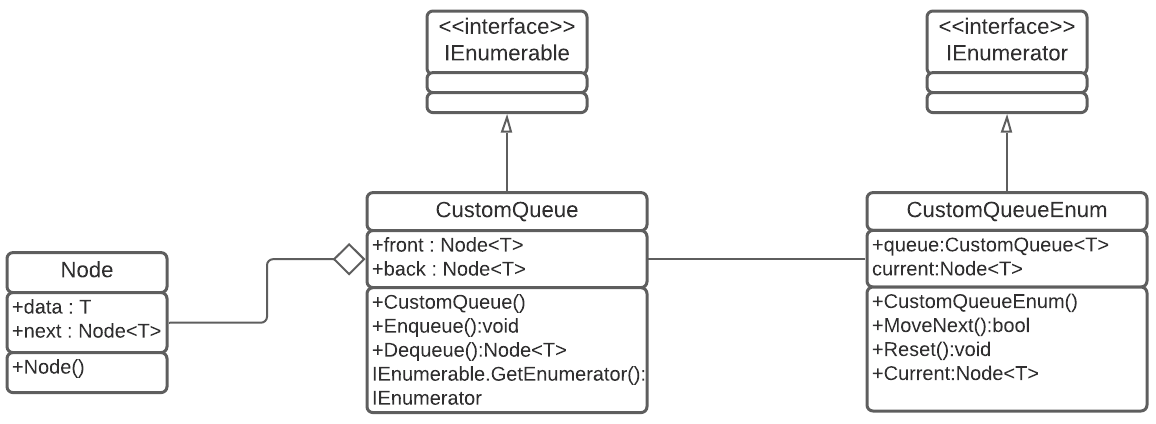 <<interface>>
IEnumerable
<<interface>>
IEnumerator
Node
+data : T
+next : Node<T>
+Node()
CustomQueue
+front : Node<T>
+back : Node<T>
+CustomQueue()
+Enqueue():void
+Dequeue():Node<T>
IEnumerable.GetEnumerator():
IEnumerator
CustomQueueEnum
+queue:CustomQueue<T>
current:Node<T>
+CustomQueueEnum()
+MoveNext():bool
+Reset():void
+Current:Node<T>